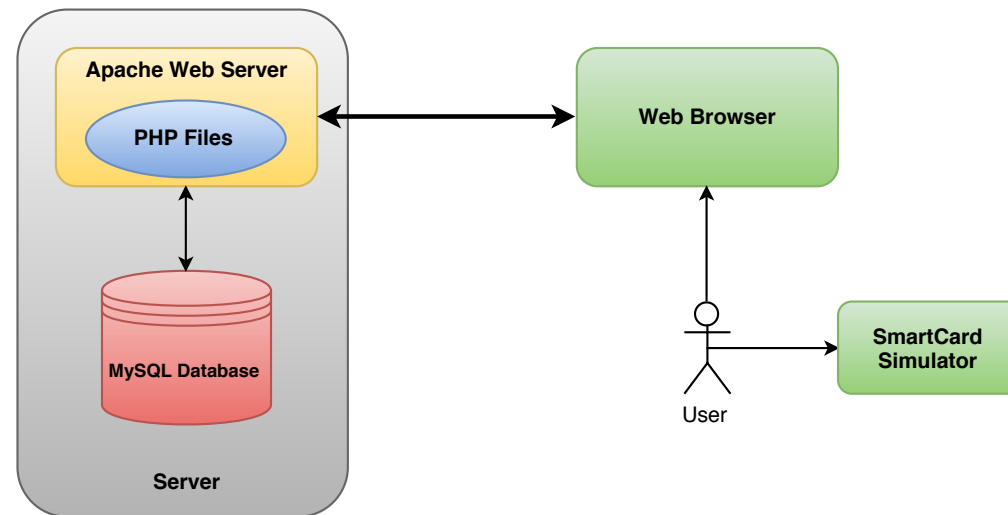 Apache Web Server
PHP Files
MySQL Database
Server
Web Browser
User
SmartCard
Simulator